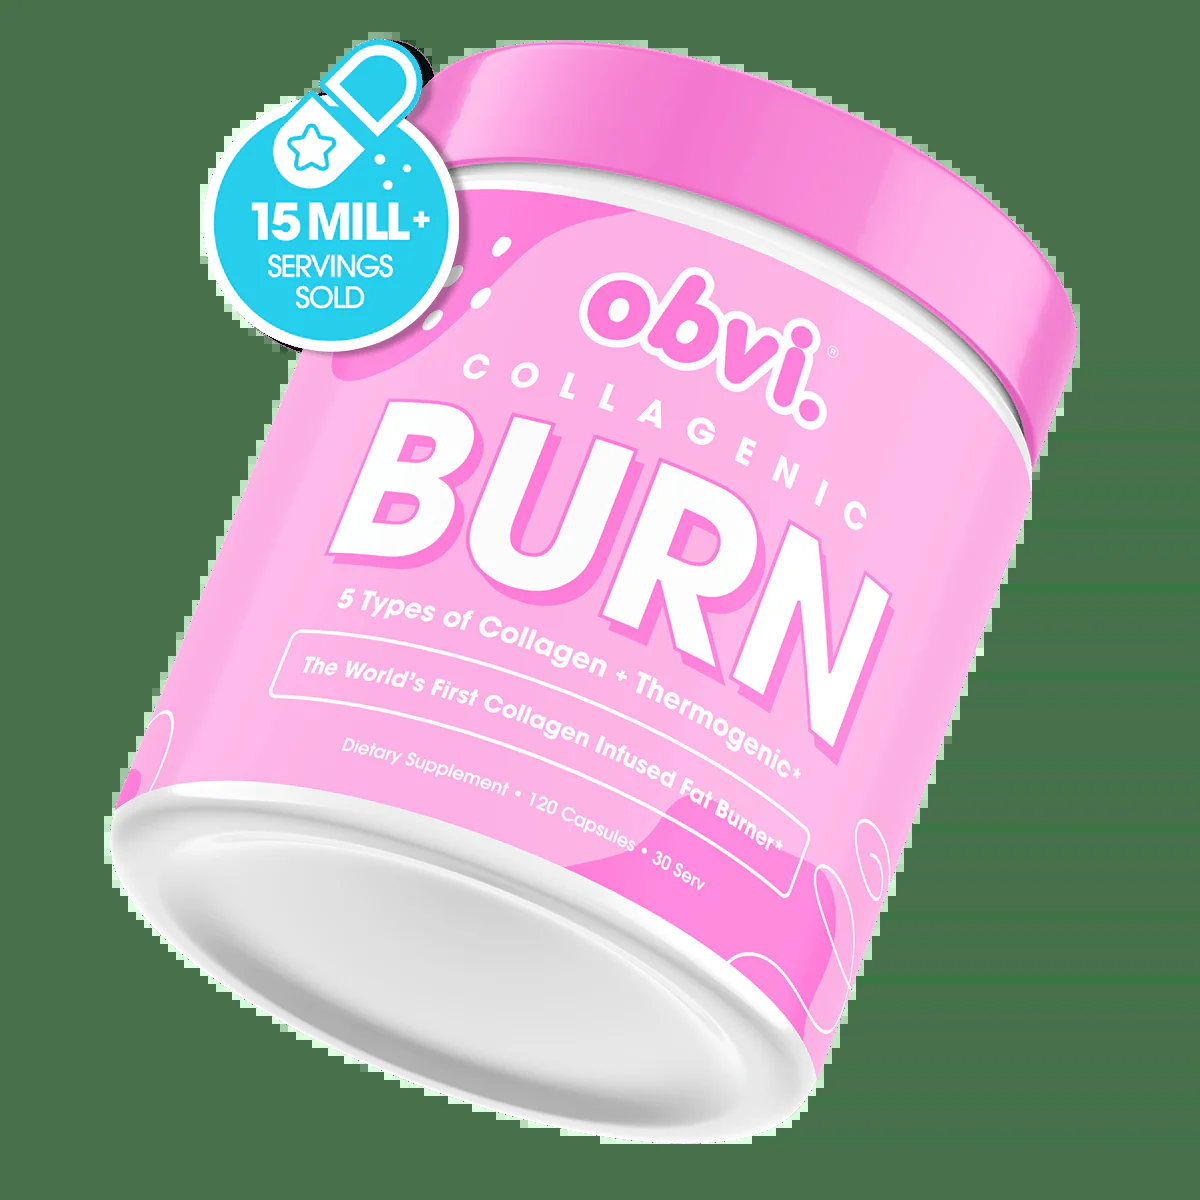 15 MILL+
SERVINGS
SOLD
obvi.®
COLLAGENIC
BURN
5 Types of Collagen + Thermogenic*
The World's First Collagen Infused Fat Burner*
Dietary Supplement • 120 Capsules • 30 Serv